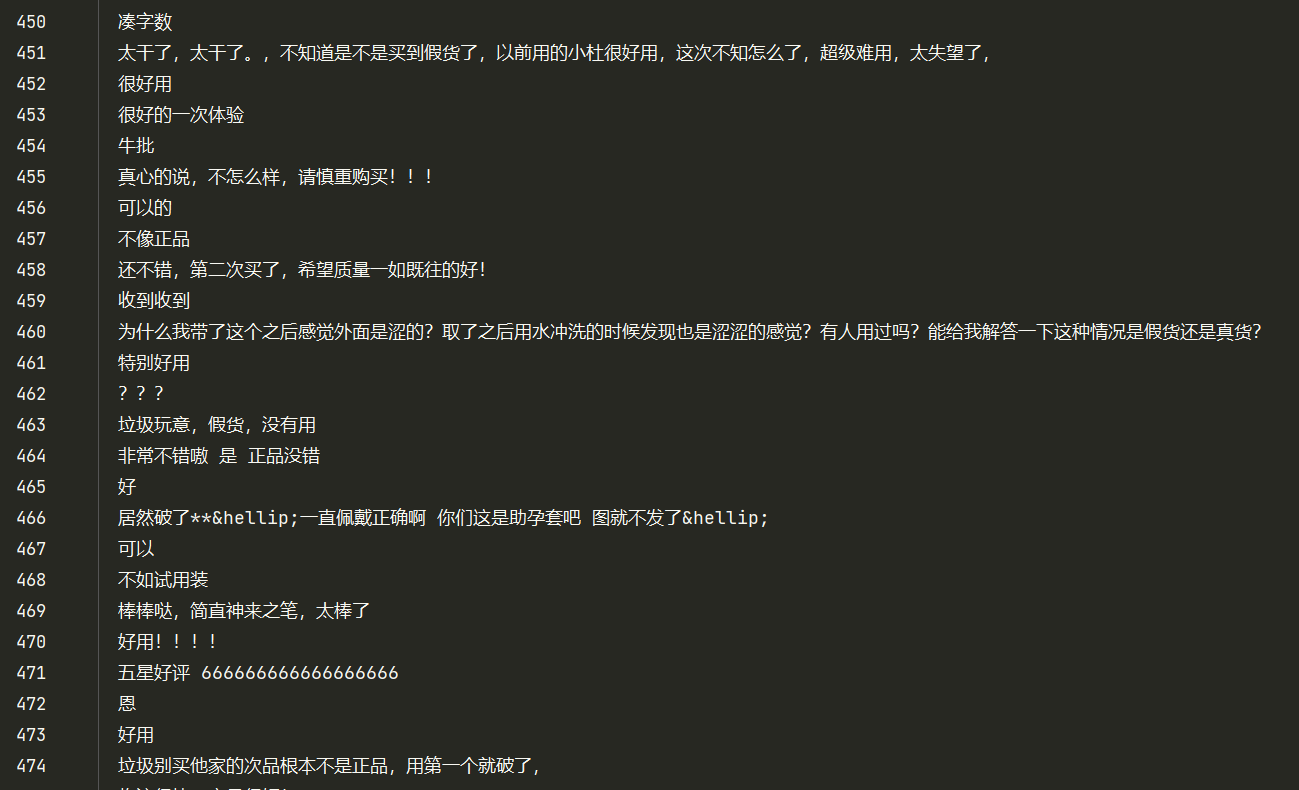 450 凑字数
451 太干了，太干了。，不知道是不是买到假货了，以前用的小杜很好用，这次不知怎么了，超级难用，太失望了，
452 很好用
453 很好的一次体验
454 牛批
455 真心的说，不怎么样，请慎重购买！！！
456 可以的
457 不像正品
458 还不错，第二次买了，希望质量一如既往的好！
459 收到收到
460 为什么我带了这个之后感觉外面是涩的？取了之后用水冲洗的时候发现也是涩涩的感觉？有人用过吗？能给我解答一下这种情况是假货还是真货？
461 特别好用
462 ？？？
463 垃圾玩意，假货，没有用
464 非常不错嗷 是 正品没错
465 好
466 居然破了**&hellip;一直佩戴正确啊 你们这是助孕套吧 图就不发了&hellip;
467 可以
468 不如试用装
469 棒棒哒，简直神来之笔，太棒了
470 好用！！！！
471 五星好评 666666666666666666
472 恩
473 好用
474 垃圾别买他家的次品根本不是正品，用第一个就破了，